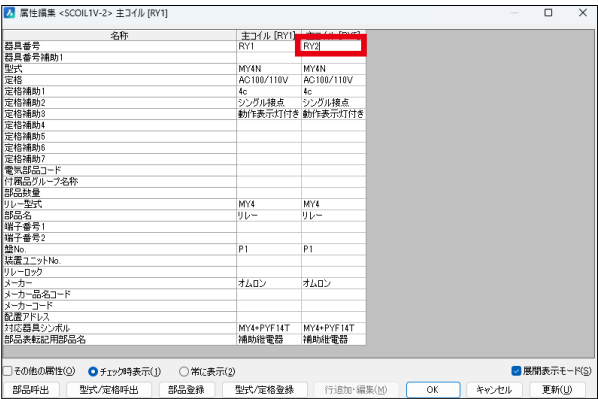 属性編集 <SCOIL1V-2> 主コイル [RY1]
名称 主コイル [RY1]
器具番号 RY1 RY2
器具番号補助1
型式 MY4N MY4N
定格 AC100/110V AC100/110V
定格補助1 4c 4c
定格補助2 シングル接点 シングル接点
定格補助3 動作表示灯付き 動作表示灯付き
定格補助4
定格補助5
定格補助6
定格補助7
電気部品コード
付属品グループ名称
部品数量
リレー型式 MY4 MY4
部品名 リレー リレー
端子番号1
端子番号2
盤No. P1 P1
装置ユニットNo.
リレーロック
メーカー オムロン オムロン
メーカー品名コード
メーカーコード
配置アドレス
対応器具シンボル MY4+PYF14T MY4+PYF14T
部品表転記用部品名 補助継電器 補助継電器
その他の属性(O) チェック時表示(1) 常に表示(2) 展開表示モード(S)
部品呼出 型式/定格呼出 部品登録 型式/定格登録 行追加・編集(M) OK キャンセル 更新(U)